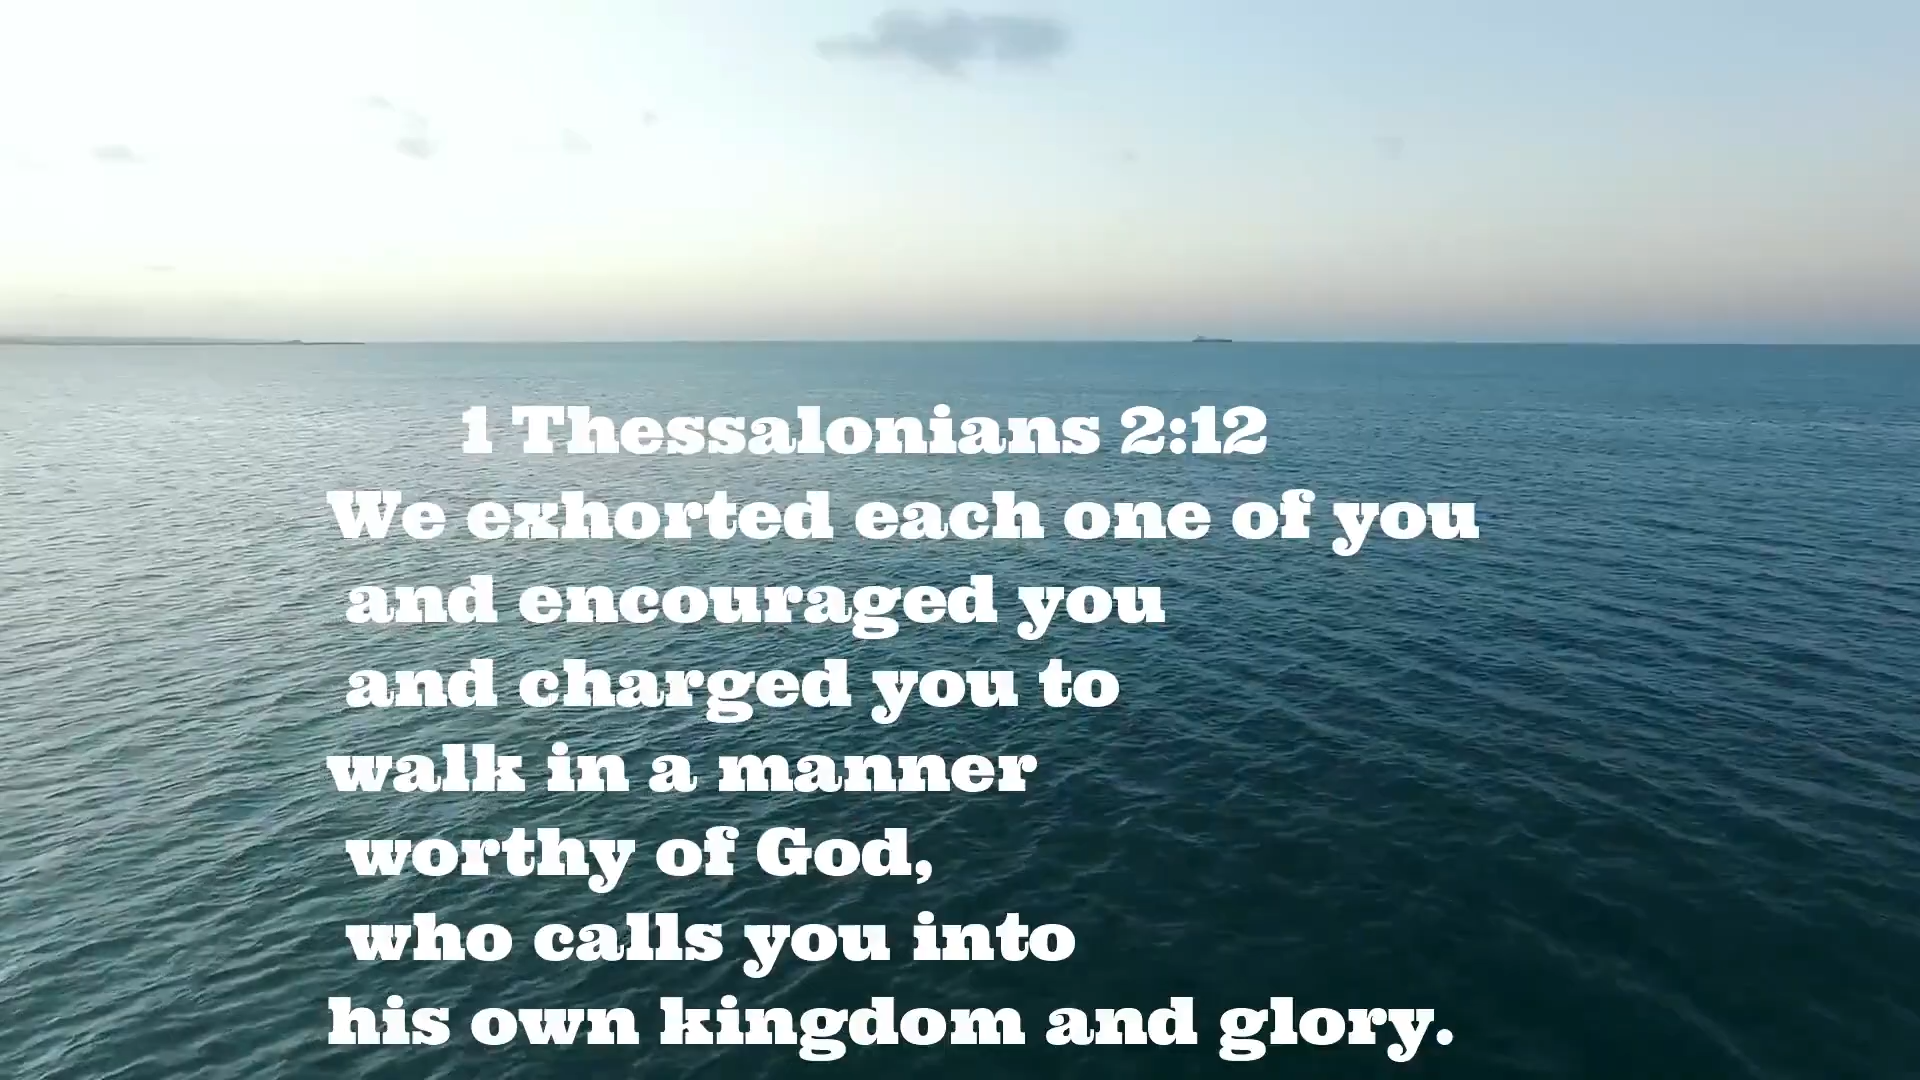 1 Thessalonians 2:12
We exhorted each one of you
and encouraged you
and charged you to
walk in a manner
worthy of God,
who calls you into
his own kingdom and glory.